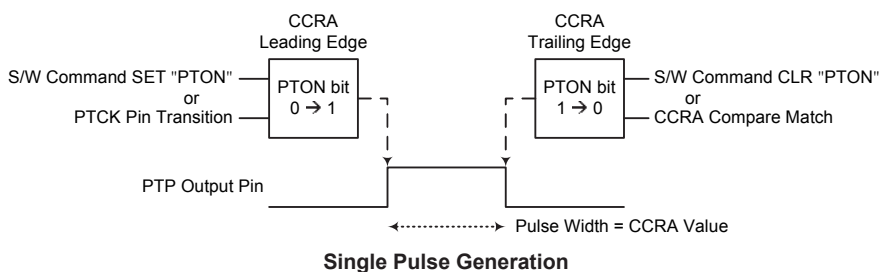 CCRA
Leading Edge
CCRA
Trailing Edge
S/W Command SET "PTON"
or
PTCK Pin Transition
PTON bit
0 → 1
PTON bit
1 → 0
S/W Command CLR "PTON"
or
CCRA Compare Match
PTP Output Pin
Pulse Width = CCRA Value
Single Pulse Generation